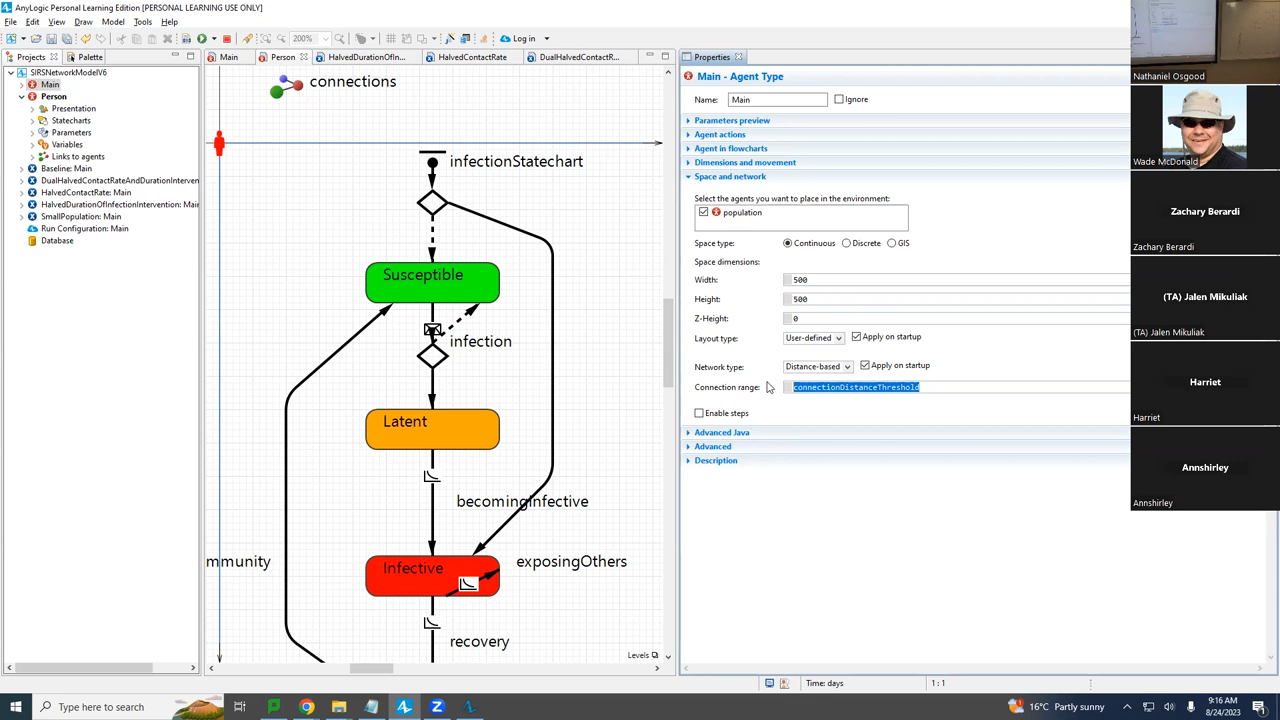 AnyLogic Personal Learning Edition [PERSONAL LEARNING USE ONLY]
File Edit View Draw Model Tools Help
200%
Log in
Projects
Palette
Main
Person
HalvedDurationOfIn...
HalvedContactRate
DualHalvedContactR...
Properties
SIRSNetworkModelV6
Main
Person
Presentation
Statecharts
Parameters
Variables
Links to agents
Baseline: Main
DualHalvedContactRateAndDurationInterven
HalvedContactRate: Main
HalvedDurationOfInfectionIntervention: Mai
SmallPopulation: Main
Run Configuration: Main
Database
connections
infectionStatechart
Susceptible
infection
Latent
becomingInfective
mmunity
Infective
exposingOthers
recovery
Levels
Main - Agent Type
Name: Main Ignore
Parameters preview
Agent actions
Agent in flowcharts
Dimensions and movement
Space and network
Select the agents you want to place in the environment:
population
Space type: Continuous Discrete GIS
Space dimensions:
Width: 500
Height: 500
Z-Height: 0
Layout type: User-defined Apply on startup
Network type: Distance-based Apply on startup
Connection range: connectionDistanceThreshold
Enable steps
Advanced Java
Advanced
Description
Nathaniel Osgood
Wade McDonald
Zachary Berardi
Zachary Berardi
(TA) Jalen Mikuliak
(TA) Jalen Mikuliak
Harriet
Harriet
Annshirley
Annshirley
Time: days
1 : 1
Type here to search
16°C Partly sunny
9:16 AM
8/24/2023